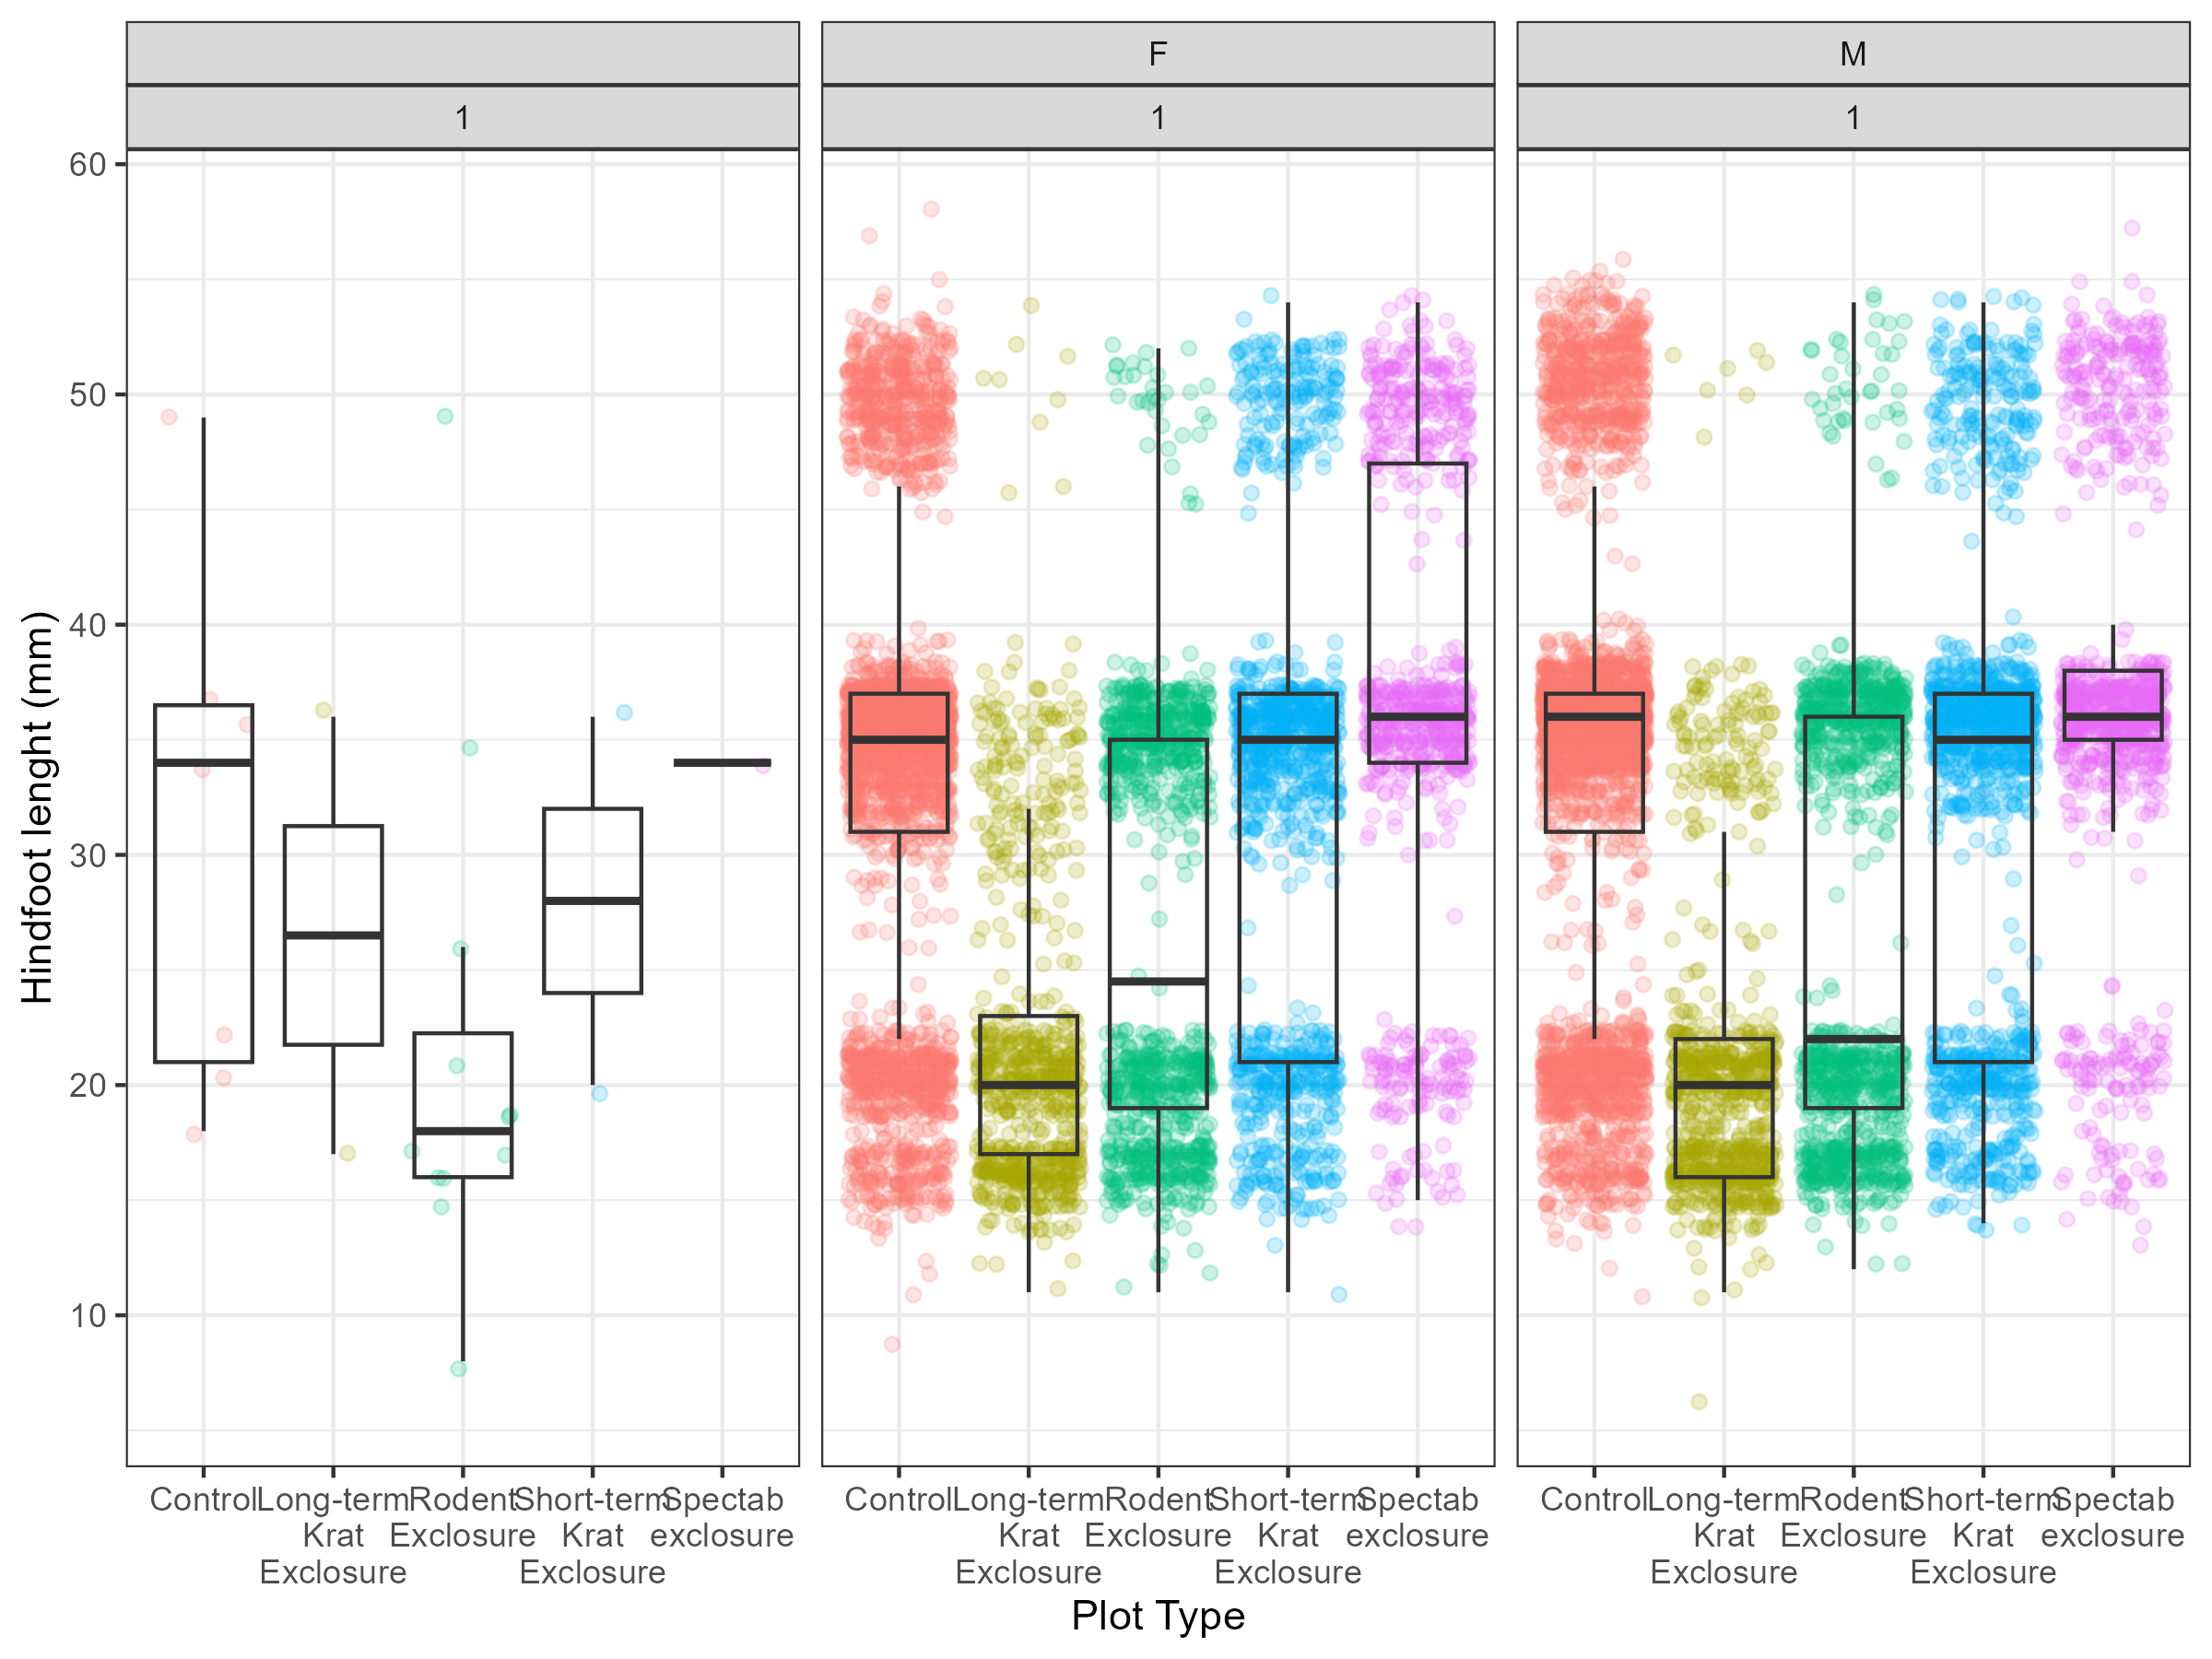 F
M
1
1
1
60
50
40
30
20
10
Hindfoot lenght (mm)
Control Long-term Rodent Short-term Spectab
Krat Exclosure Krat exclosure
Exclosure Exclosure
Control Long-term Rodent Short-term Spectab
Krat Exclosure Krat exclosure
Exclosure Exclosure
Control Long-term Rodent Short-term Spectab
Krat Exclosure Krat exclosure
Exclosure Exclosure
Plot Type